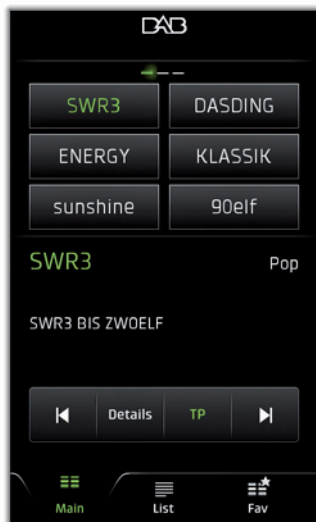 DAB
SWR3 DASDING
ENERGY KLASSIK
sunshine 90elf
SWR3 Pop
SWR3 BIS ZWOELF
Details TP
Main List Fav